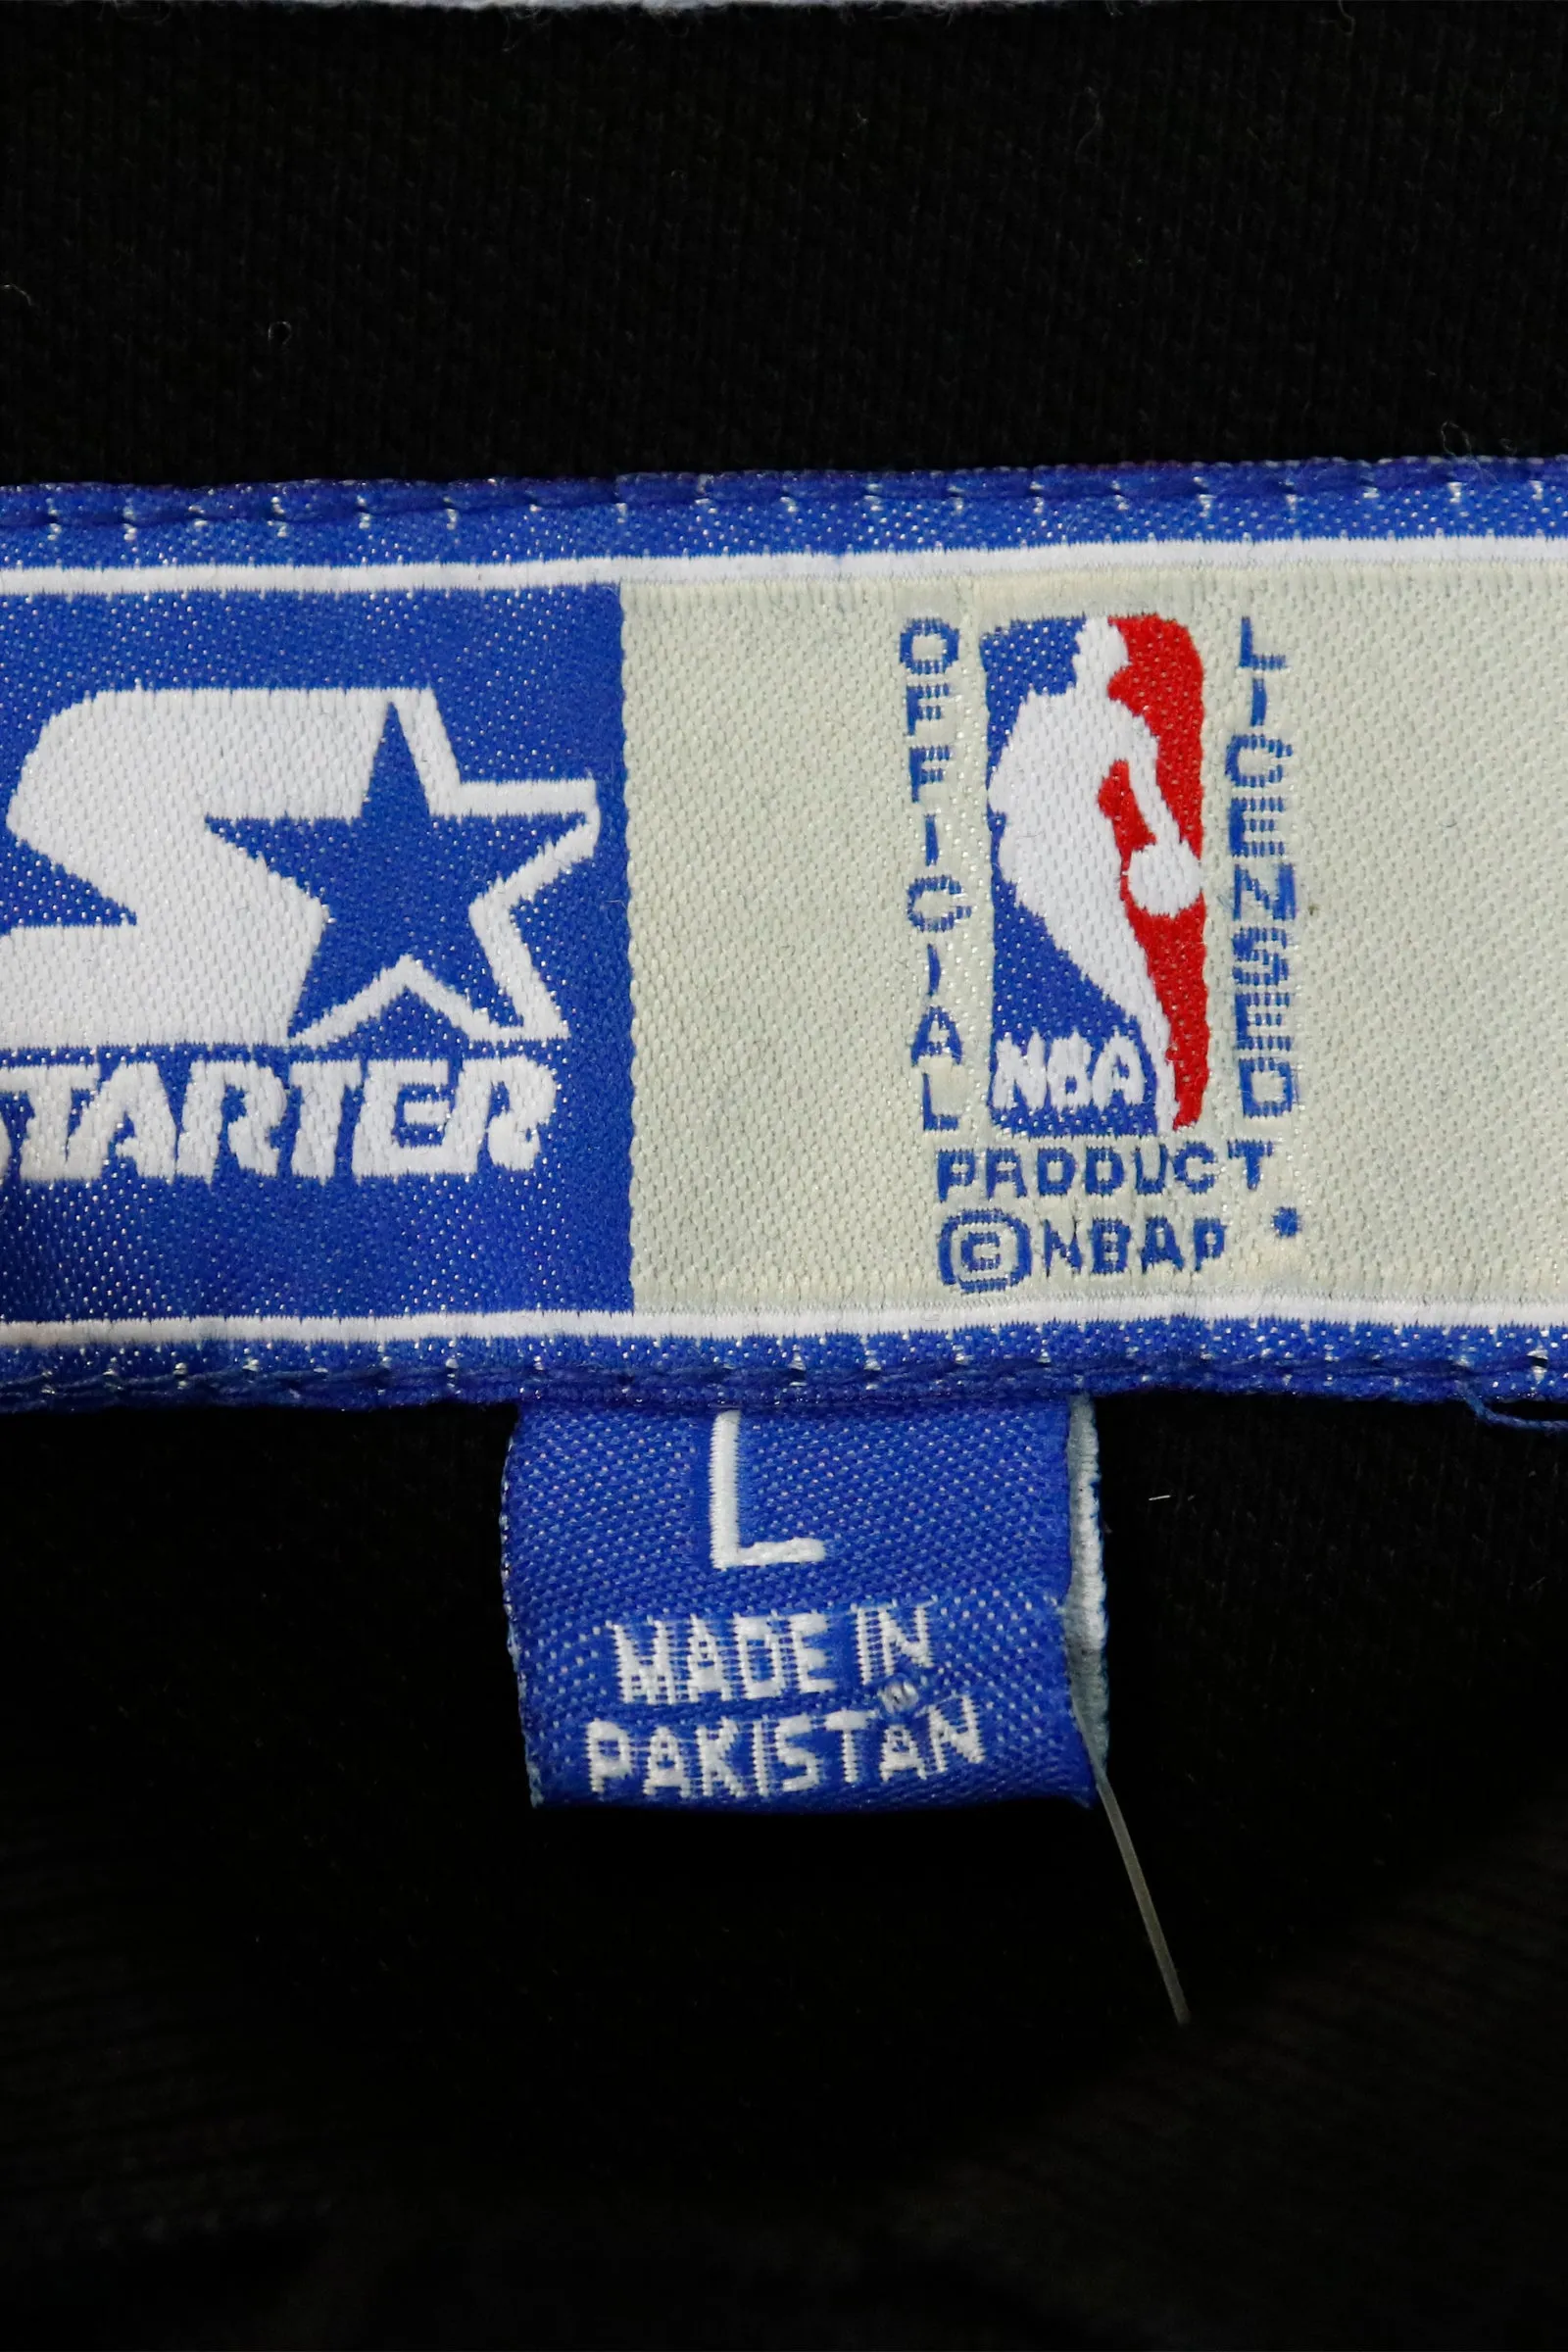 STARTER
OFFICIAL
NBA
LICENSED
PRODUCT
©NBAP
L
MADE IN
PAKISTAN